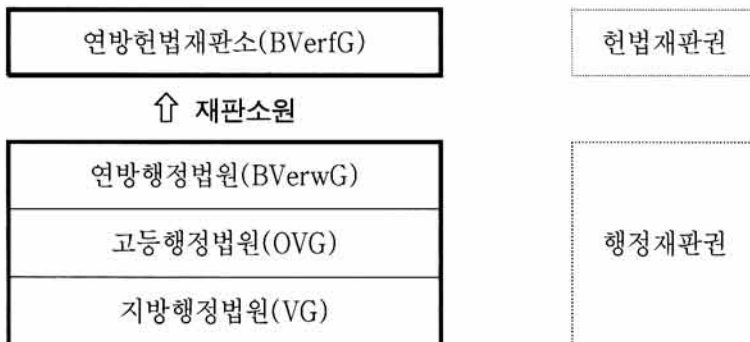 연방헌법재판소(BVerfG)
헌법재판권
⇧ 재판소원
연방행정법원(BVerwG)
고등행정법원(OVG)
행정재판권
지방행정법원(VG)